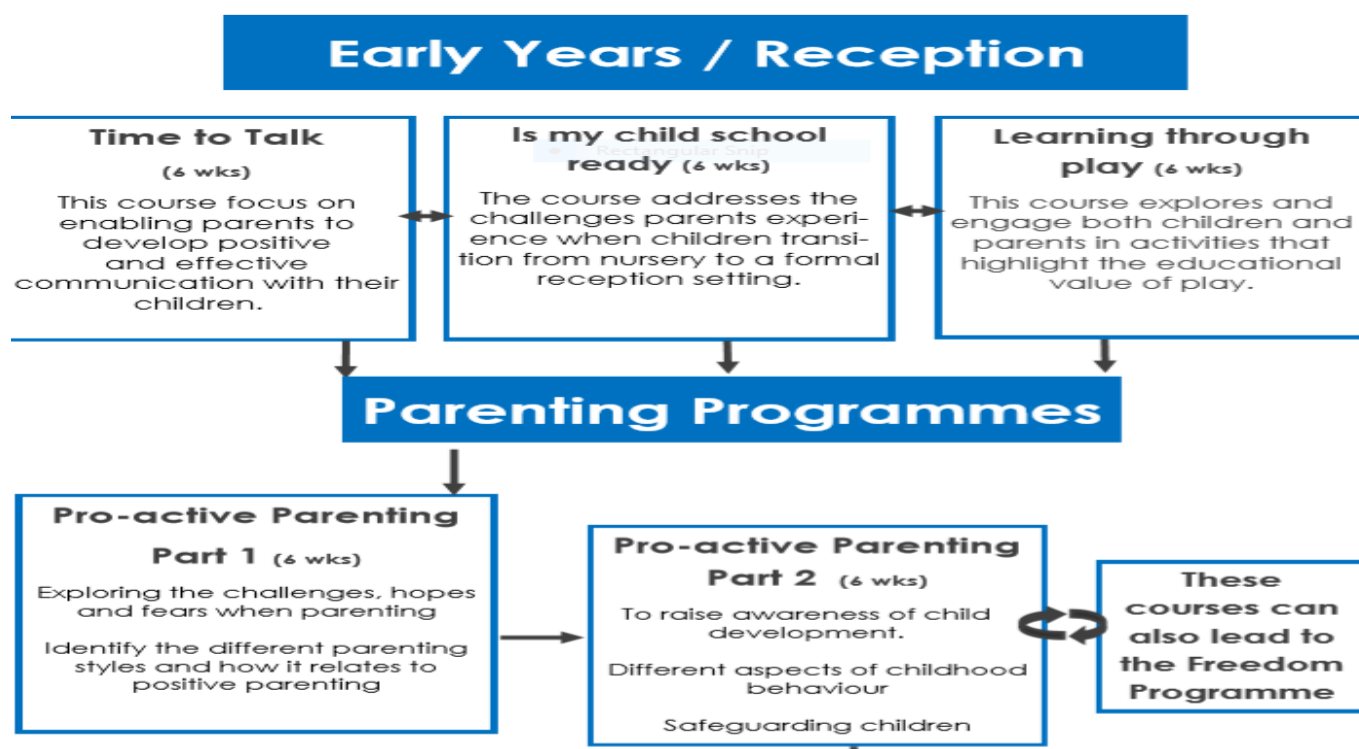 Early Years / Reception
Time to Talk
(6 wks)
This course focus on
enabling parents to
develop positive
and effective
communication with their
children.
Is my child school
ready (6 wks)
Rectangular Snip
The course addresses the
challenges parents experi-
ence when children transi-
tion from nursery to a formal
reception setting.
Learning through
play (6 wks)
This course explores and
engage both children and
parents in activities that
highlight the educational
value of play.
Parenting Programmes
Pro-active Parenting
Part 1 (6 wks)
Exploring the challenges, hopes
and fears when parenting
Identify the different parenting
styles and how it relates to
positive parenting
Pro-active Parenting
Part 2 (6 wks)
To raise awareness of child
development.
Different aspects of childhood
behaviour
Safeguarding children
These
courses can
also lead to
the Freedom
Programme